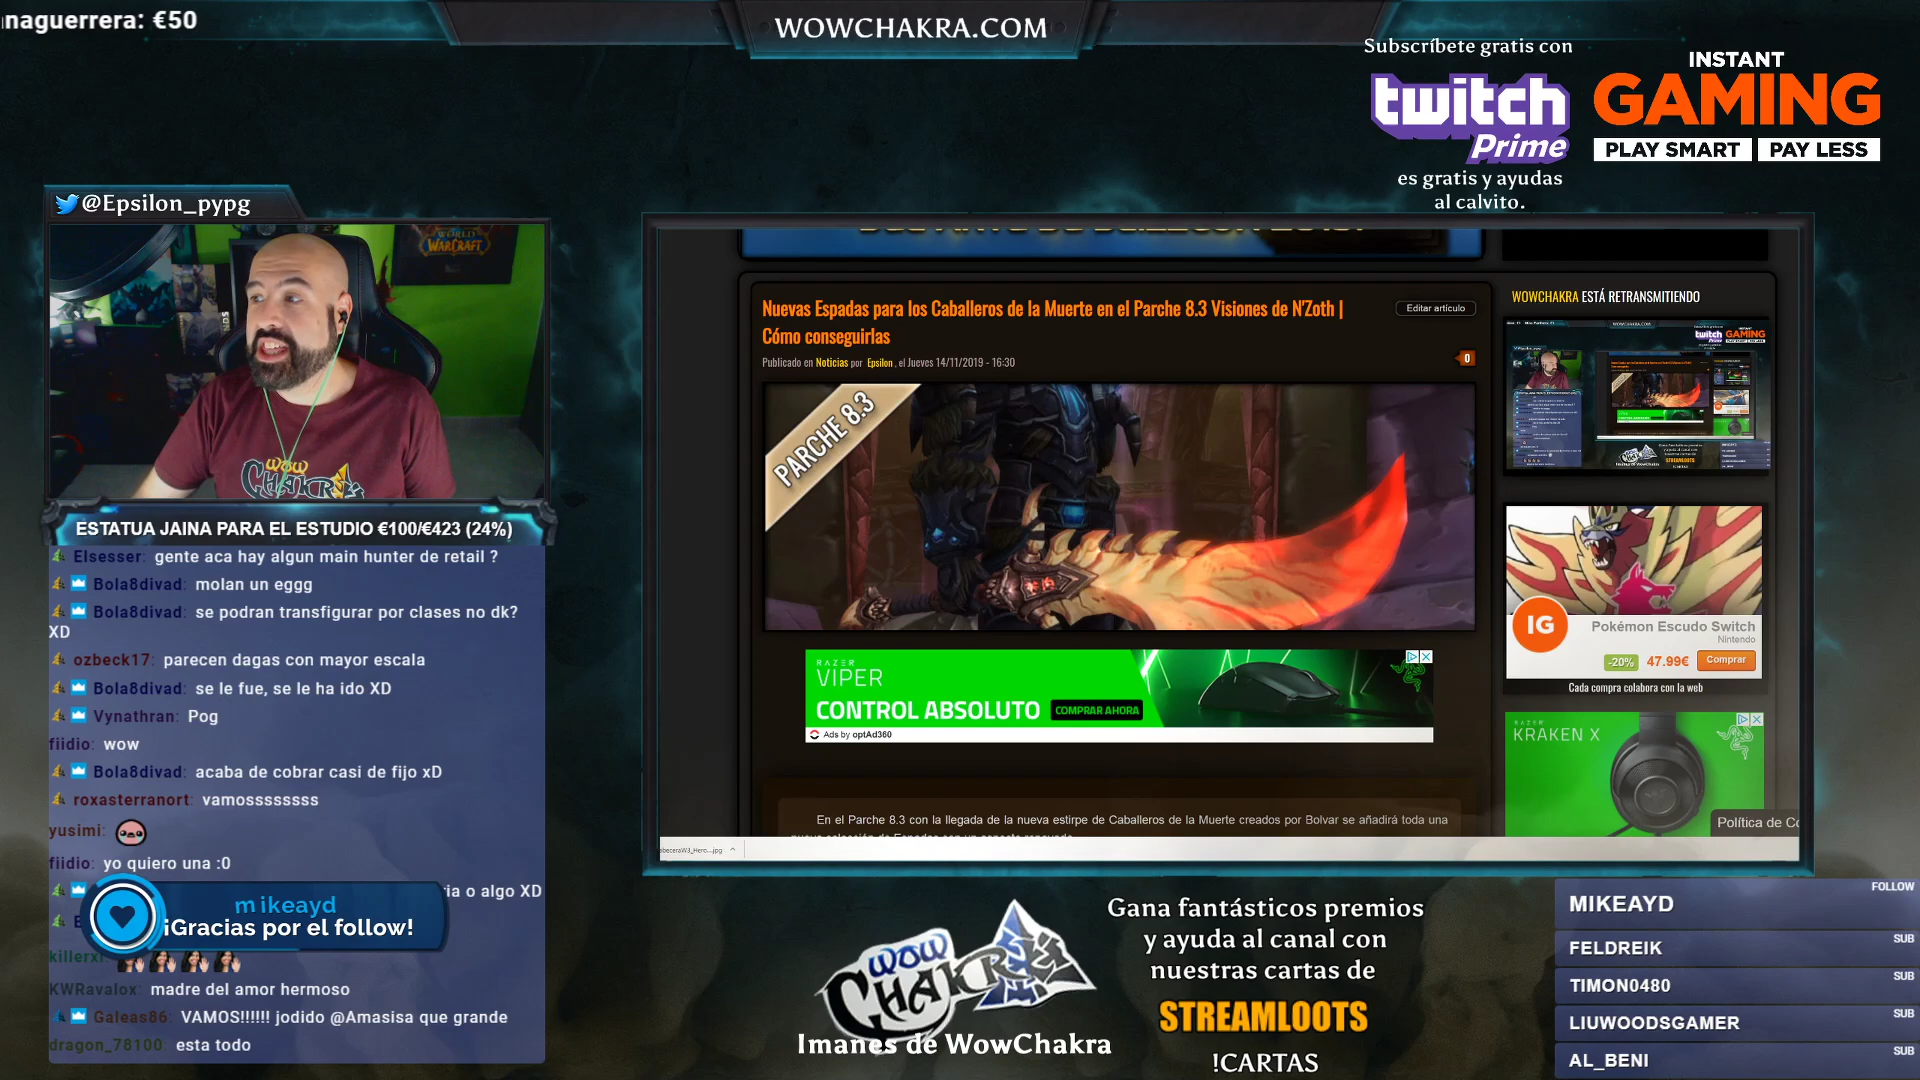 naguerrera: €50
WOWCHAKRA.COM
Subscríbete gratis con
twitch
Prime
es gratis y ayudas
al calvito.
INSTANT
GAMING
PLAY SMART PAY LESS
@Epsilon_pypg
WORLD
WARCRAFT
WOW
CHAKRA
ESTATUA JAINA PARA EL ESTUDIO €100/€423 (24%)
Elsesser: gente aca hay algun main hunter de retail ?
Bola8divad: molan un eggg
Bola8divad: se podran transfigurar por clases no dk?
XD
ozbeck17: parecen dagas con mayor escala
Bola8divad: se le fue, se le ha ido XD
Vynathran: Pog
fiidio: wow
Bola8divad: acaba de cobrar casi de fijo xD
roxasterranort: vamossssssss
yusimi:
fiidio: yo quiero una :0
ia o algo XD
mikeayd
¡Gracias por el follow!
killerx
KWRavalox: madre del amor hermoso
Galeas86: VAMOS!!!!!! jodido @Amasisa que grande
dragon_78100: esta todo
Nuevas Espadas para los Caballeros de la Muerte en el Parche 8.3 Visiones de N'Zoth |
Cómo conseguirlas
Editar artículo
Publicado en Noticias por Epsilon , el Jueves 14/11/2019 - 16:30
0
PARCHE 8.3
RAZER
VIPER
CONTROL ABSOLUTO COMPRAR AHORA
Ads by optAd360
En el Parche 8.3 con la llegada de la nueva estirpe de Caballeros de la Muerte creados por Bolvar se añadirá toda una
WOWCHAKRA ESTÁ RETRANSMITIENDO
IG
Pokémon Escudo Switch
Nintendo
-20% 47.99€ Comprar
Cada compra colabora con la web
RAZER
KRAKEN X
Política de Co
WOW
CHAKRA
Imanes de WowChakra
Gana fantásticos premios
y ayuda al canal con
nuestras cartas de
STREAMLOOTS
!CARTAS
FOLLOW
MIKEAYD
FELDREIK SUB
TIMON0480 SUB
LIUWOODSGAMER SUB
AL_BENI SUB